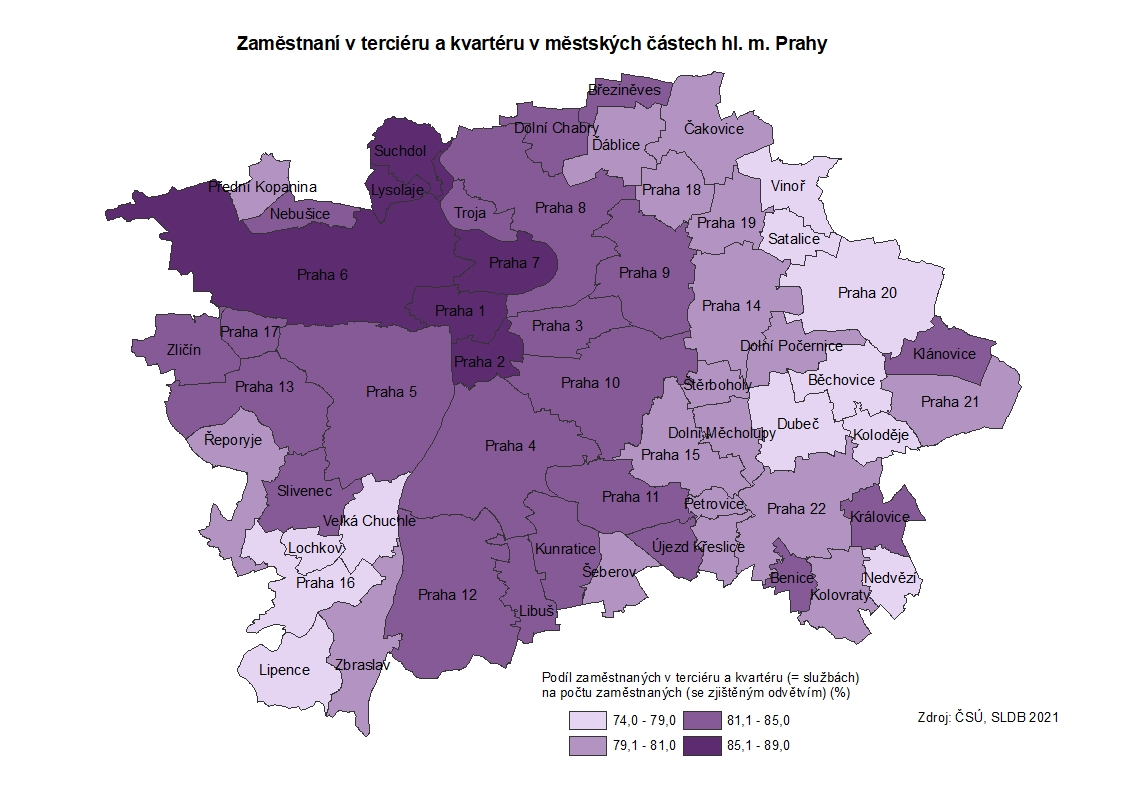 Zaměstnaní v terciéru a kvartéru v městských částech hl. m. Prahy
Březiněves
Dolní Chabry
Čakovice
Ďáblice
Suchdol
Přední Kopanina
Lysolaje
Praha 18
Vinoř
Nebušice
Troja
Praha 8
Praha 19
Satalice
Praha 6
Praha 7
Praha 9
Praha 20
Praha 1
Praha 14
Praha 17
Praha 3
Zličín
Praha 2
Dolní Počernice
Klánovice
Praha 13
Praha 5
Praha 10
Štěrboholy
Běchovice
Praha 21
Řeporyje
Praha 4
Dolní Měcholupy
Dubeč
Koloděje
Praha 15
Slivenec
Praha 11
Petrovice
Praha 22
Královice
Velká Chuchle
Lochkov
Kunratice
Újezd
Křeslice
Praha 16
Šeberov
Benice
Nedvězí
Praha 12
Libuš
Kolovraty
Lipence
Zbraslav
Podíl zaměstnaných v terciéru a kvartéru (= službách)
na počtu zaměstnaných (se zjištěným odvětvím) (%)
74,0 - 79,0
81,1 - 85,0
79,1 - 81,0
85,1 - 89,0
Zdroj: ČSÚ, SLDB 2021